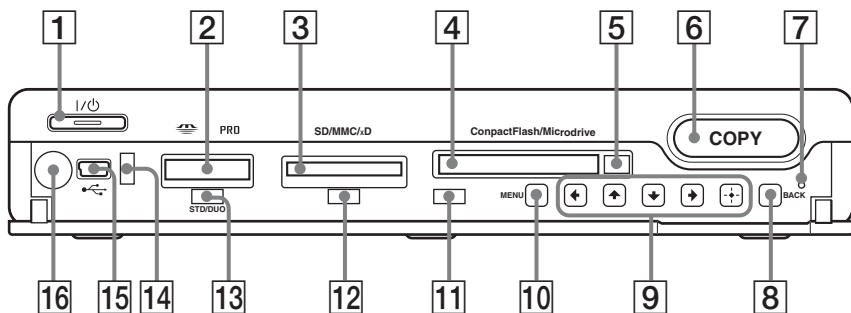 1 2 3 4 5 6 7
PRO SD/MMC/xD ConpactFlash/Microdrive COPY
MENU BACK
STD/DUO
16 15 14 13 12 11 10 9 8